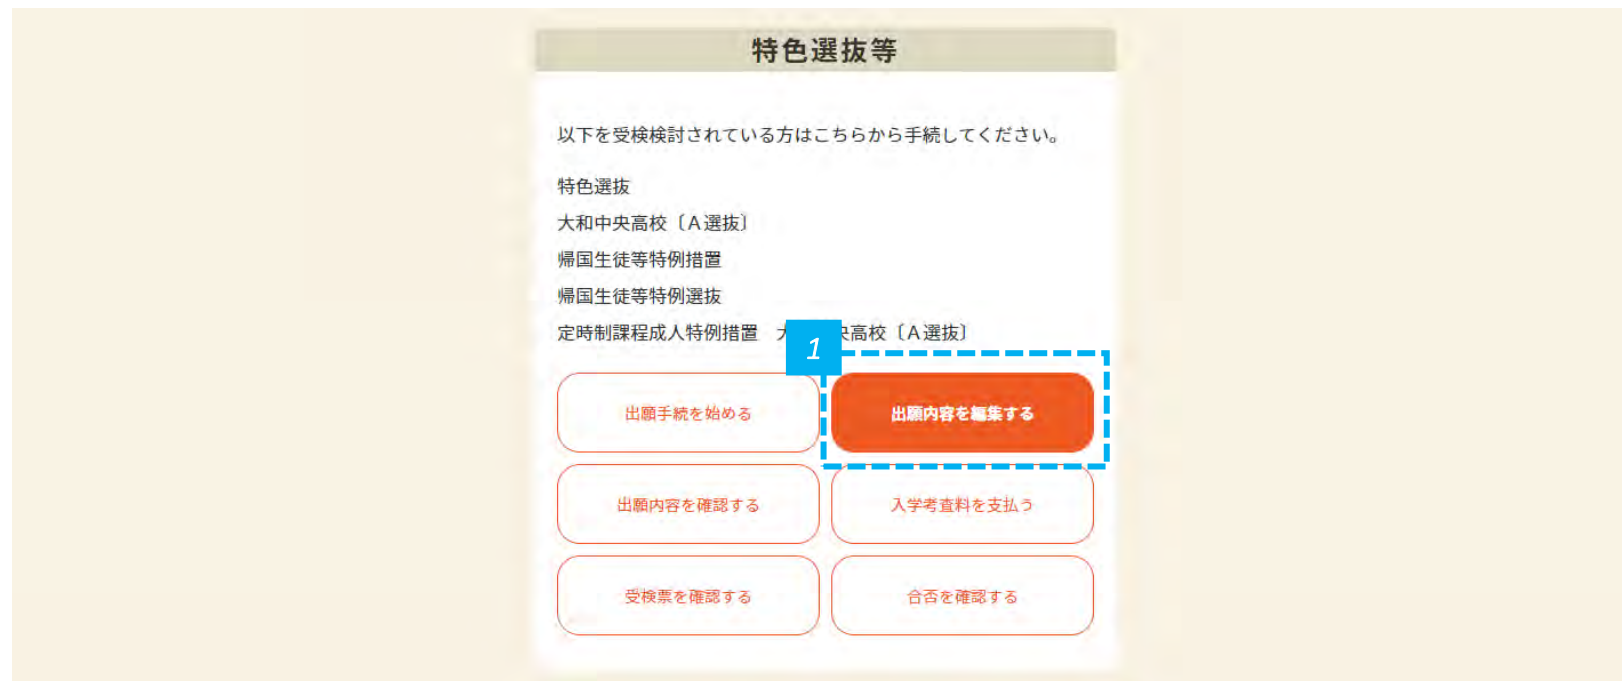 特色選抜等
以下を受検検討されている方はこちらから手続してください。
特色選抜
大和中央高校〔A選抜〕
帰国生徒等特例措置
帰国生徒等特例選抜
定時制課程成人特例措置 大 央高校〔A選抜〕
1
出願手続を始める
出願内容を編集する
出願内容を確認する
入学考査料を支払う
受検票を確認する
合否を確認する